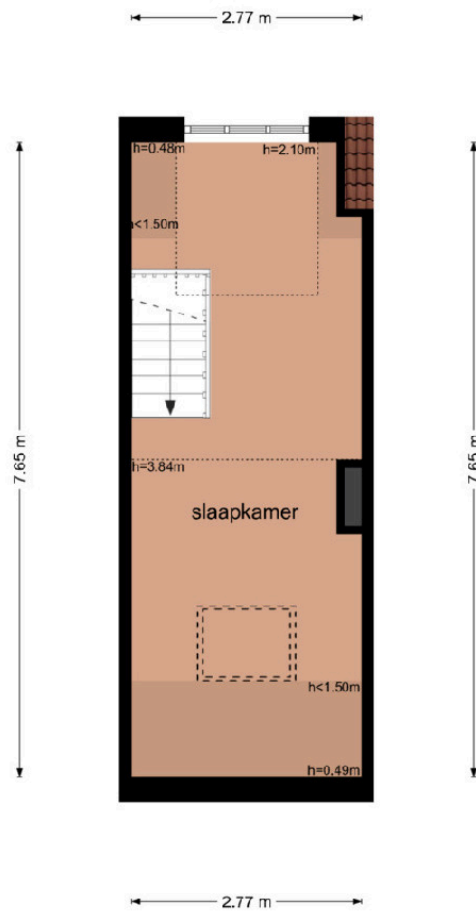 2.77 m
h=0.48m
h=2.10m
h<1.50m
7.65 m
7.65 m
h=3.84m
slaapkamer
h<1.50m
h=0.49m
2.77 m